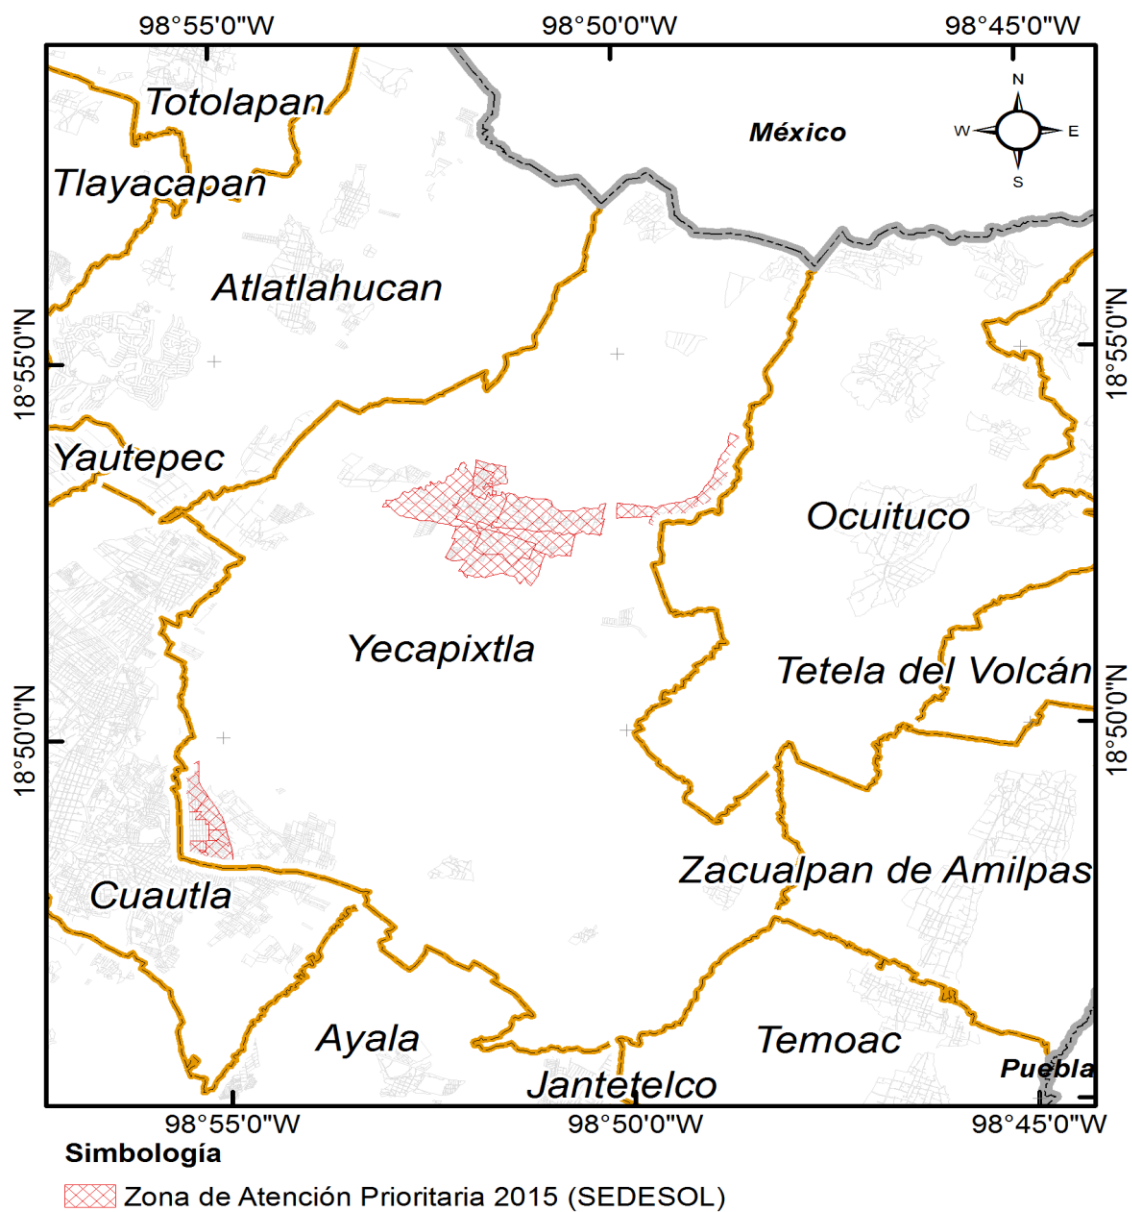 98°55'0"W 98°50'0"W 98°45'0"W
N
W E
S
México
Totolapan
Tlayacapan
Atlatlahucan
18°55'0"N
18°55'0"N
Yautepec
Ocuituco
Yecapixtla
Tetela del Volcán
18°50'0"N
18°50'0"N
Zacualpan de Amilpas
Cuautla
Ayala
Temoac
Puebla
Jantetelco
98°55'0"W 98°50'0"W 98°45'0"W
Simbología
Zona de Atención Prioritaria 2015 (SEDESOL)